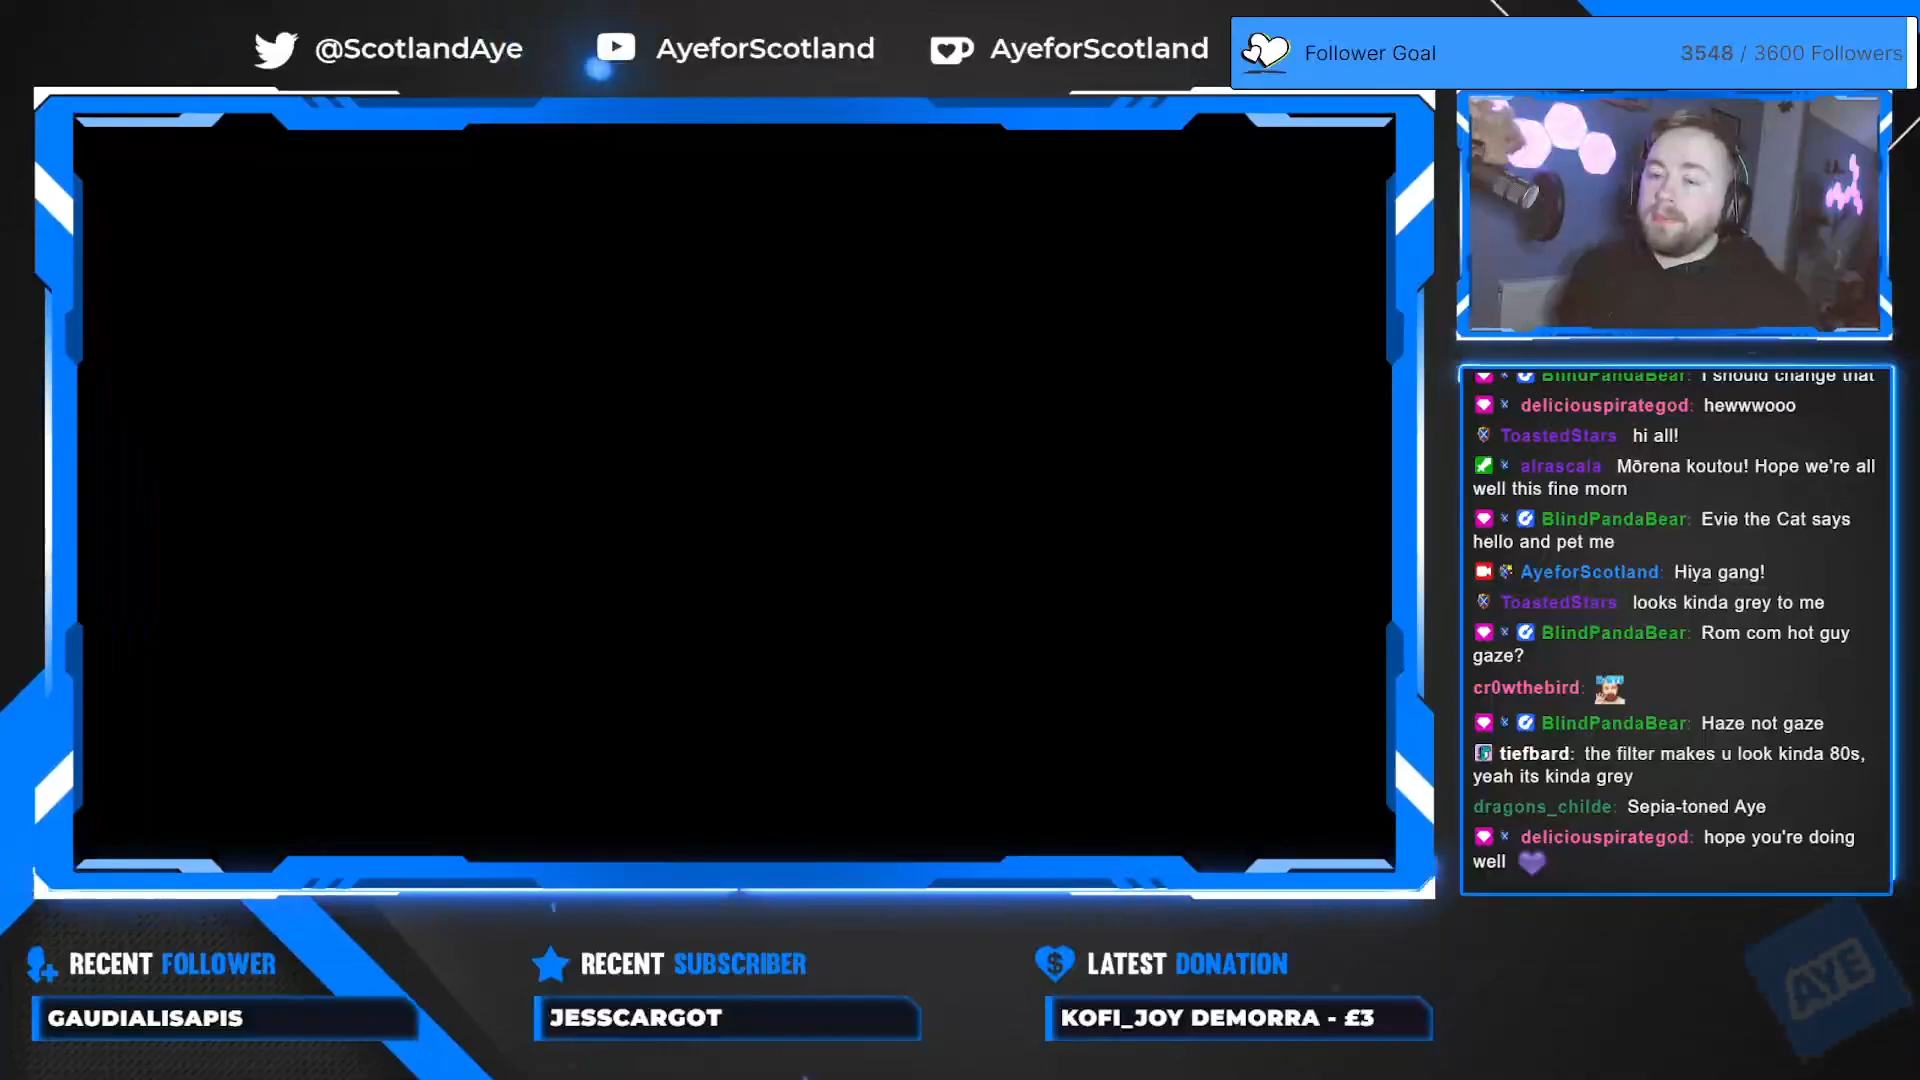 @ScotlandAye
AyeforScotland
AyeforScotland
Follower Goal
3548 / 3600 Followers
BlindPandaBear: I should change that
deliciouspirategod: hewwwooo
ToastedStars hi all!
alrascala Mōrena koutou! Hope we're all
well this fine morn
BlindPandaBear: Evie the Cat says
hello and pet me
AyeforScotland: Hiya gang!
ToastedStars looks kinda grey to me
BlindPandaBear: Rom com hot guy
gaze?
cr0wthebird:
BlindPandaBear: Haze not gaze
tiefbard: the filter makes u look kinda 80s,
yeah its kinda grey
dragons_childe: Sepia-toned Aye
deliciouspirategod: hope you're doing
well
RECENT FOLLOWER
GAUDIALISAPIS
RECENT SUBSCRIBER
JESSCARGOT
LATEST DONATION
KOFI_JOY DEMORRA - £3
AYE